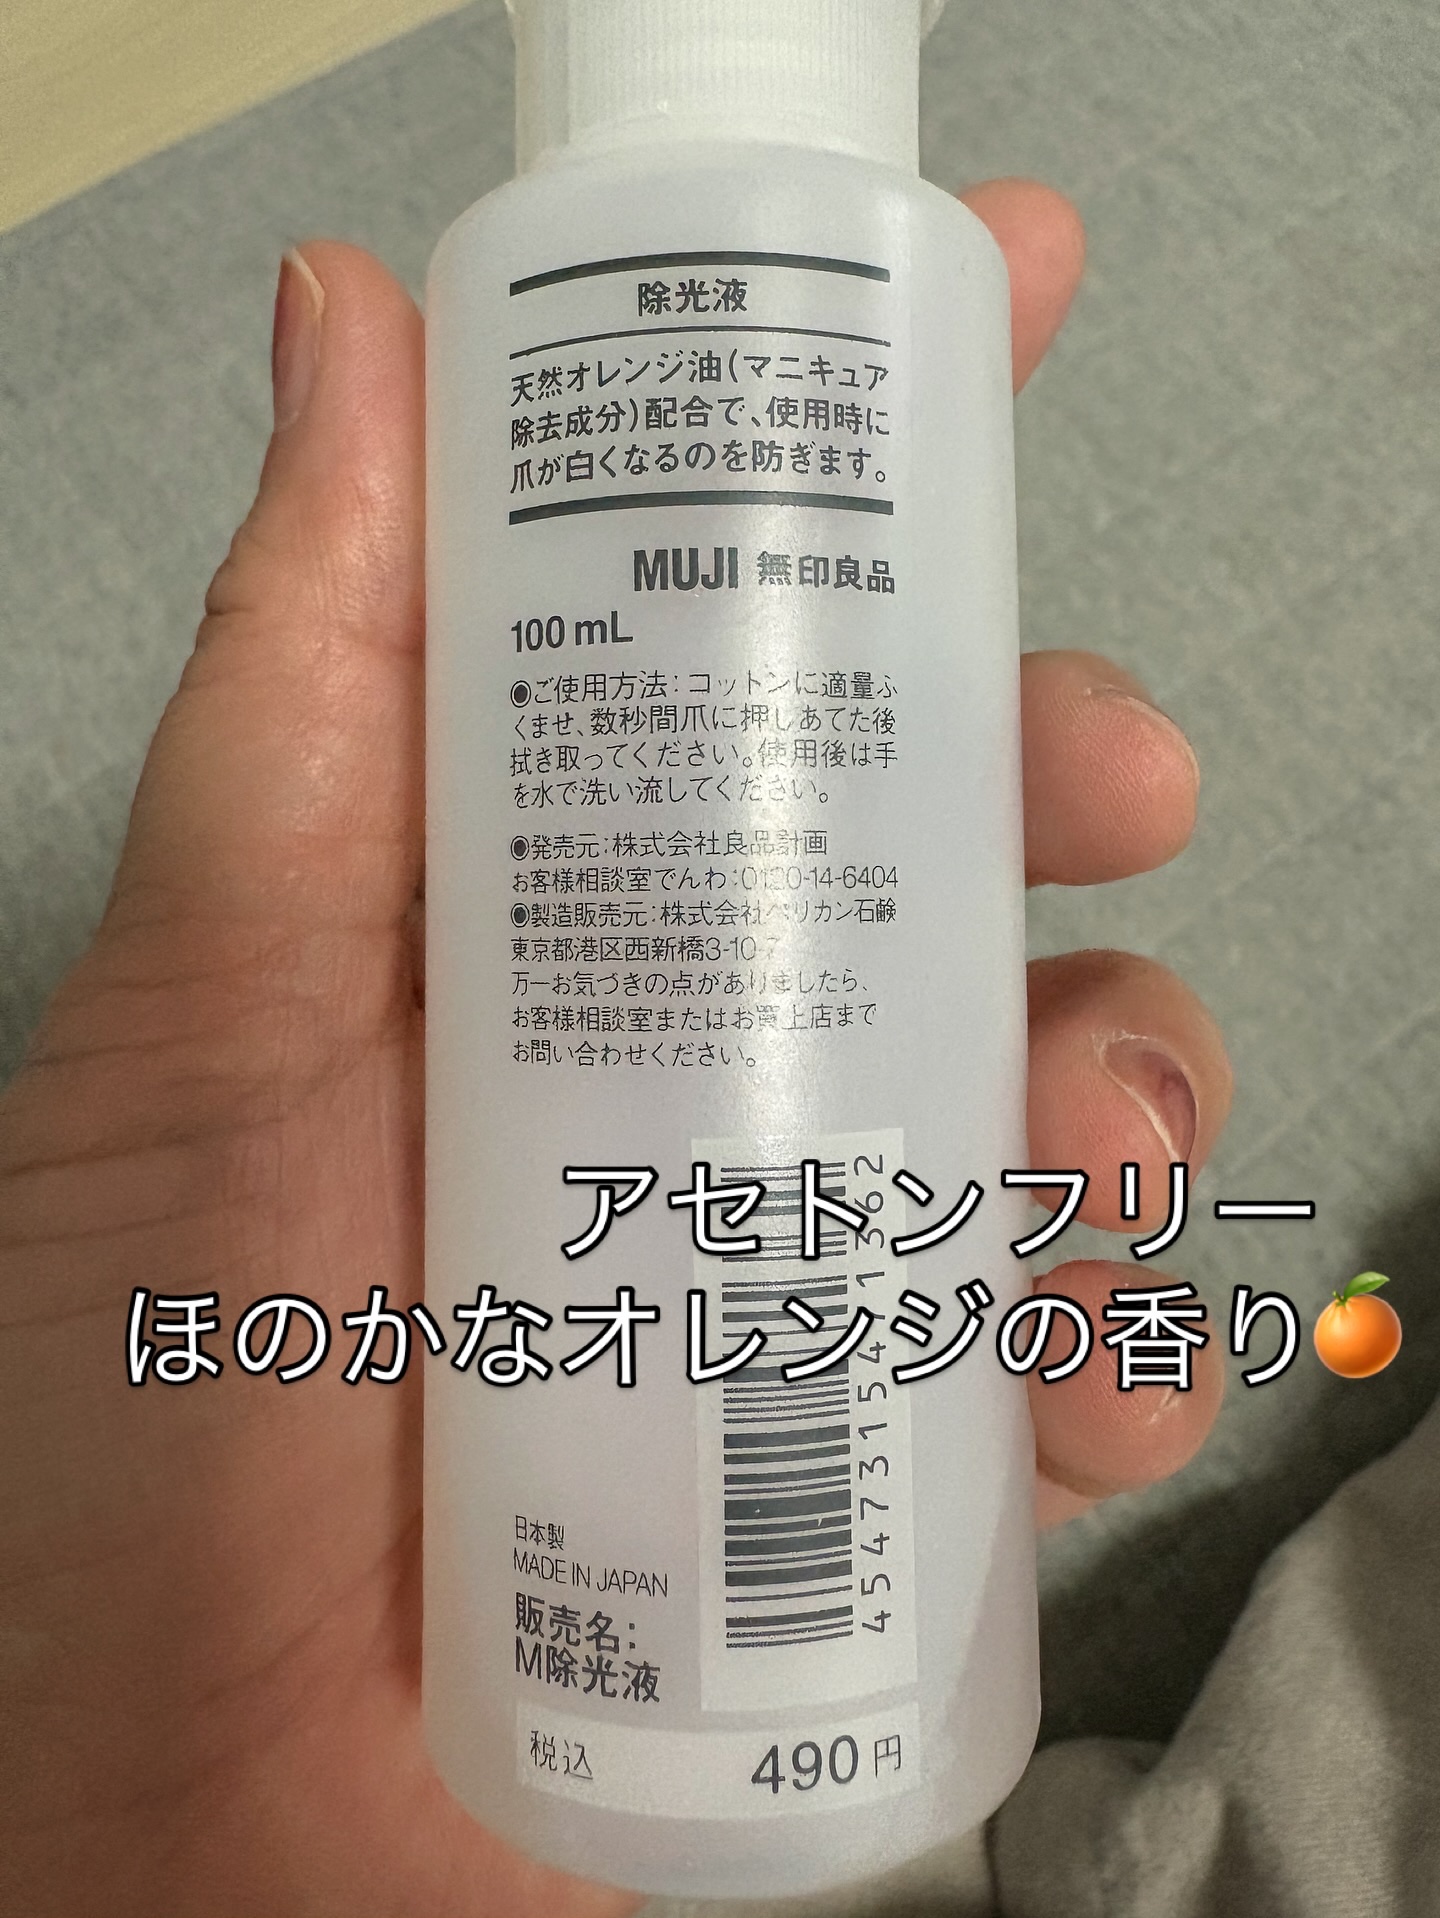 除光液
天然オレンジ油(マニキュア
除去成分)配合で、使用時に
爪が白くなるのを防ぎます。
MUJI 無印良品
100 mL
◉ご使用方法:コットンに適量ふ
くませ、数秒間爪に押しあてた後
拭き取ってください。使用後は手
を水で洗い流してください。
◉発売元:株式会社良品計画
お客様相談室でんわ:0120-14-6404
◉製造販売元:株式会社ペリカン石鹸
東京都港区西新橋3-10-7
万一お気づきの点がありましたら、
お客様相談室またはお買上店まで
お問い合わせください。
アセトンフリー
ほのかなオレンジの香り🍊
4547315441362
日本製
MADE IN JAPAN
販売名:
M除光液
税込 490円